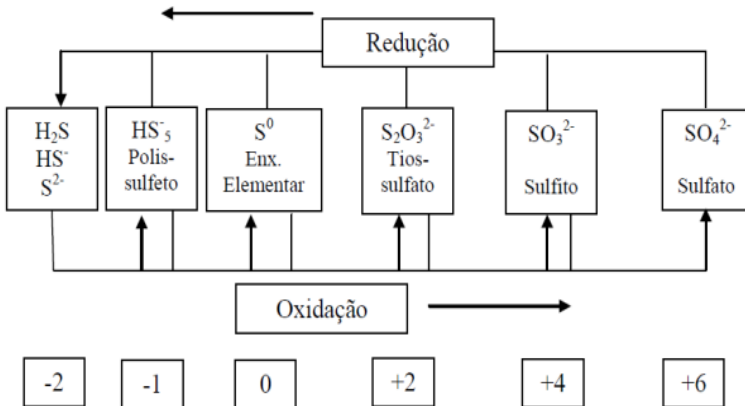 Redução
H₂S
HS⁻
S²⁻
HS⁻₅
Polis-
sulfeto
S⁰
Enx.
Elementar
S₂O₃²⁻
Tios-
sulfato
SO₃²⁻
Sulfito
SO₄²⁻
Sulfato
Oxidação
-2
-1
0
+2
+4
+6